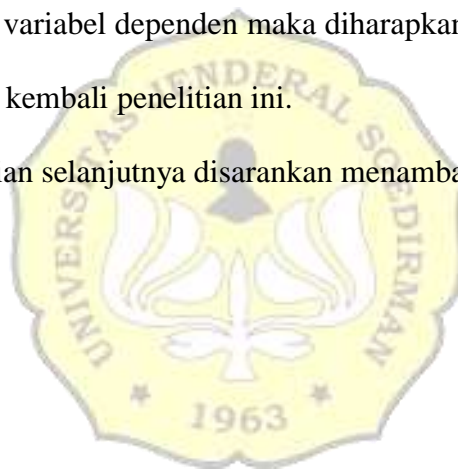 variabel dependen maka diharapkan
kembali penelitian ini.
an selanjutnya disarankan menamba
UNIVERSITAS JENDERAL SOEDIRMAN
1963